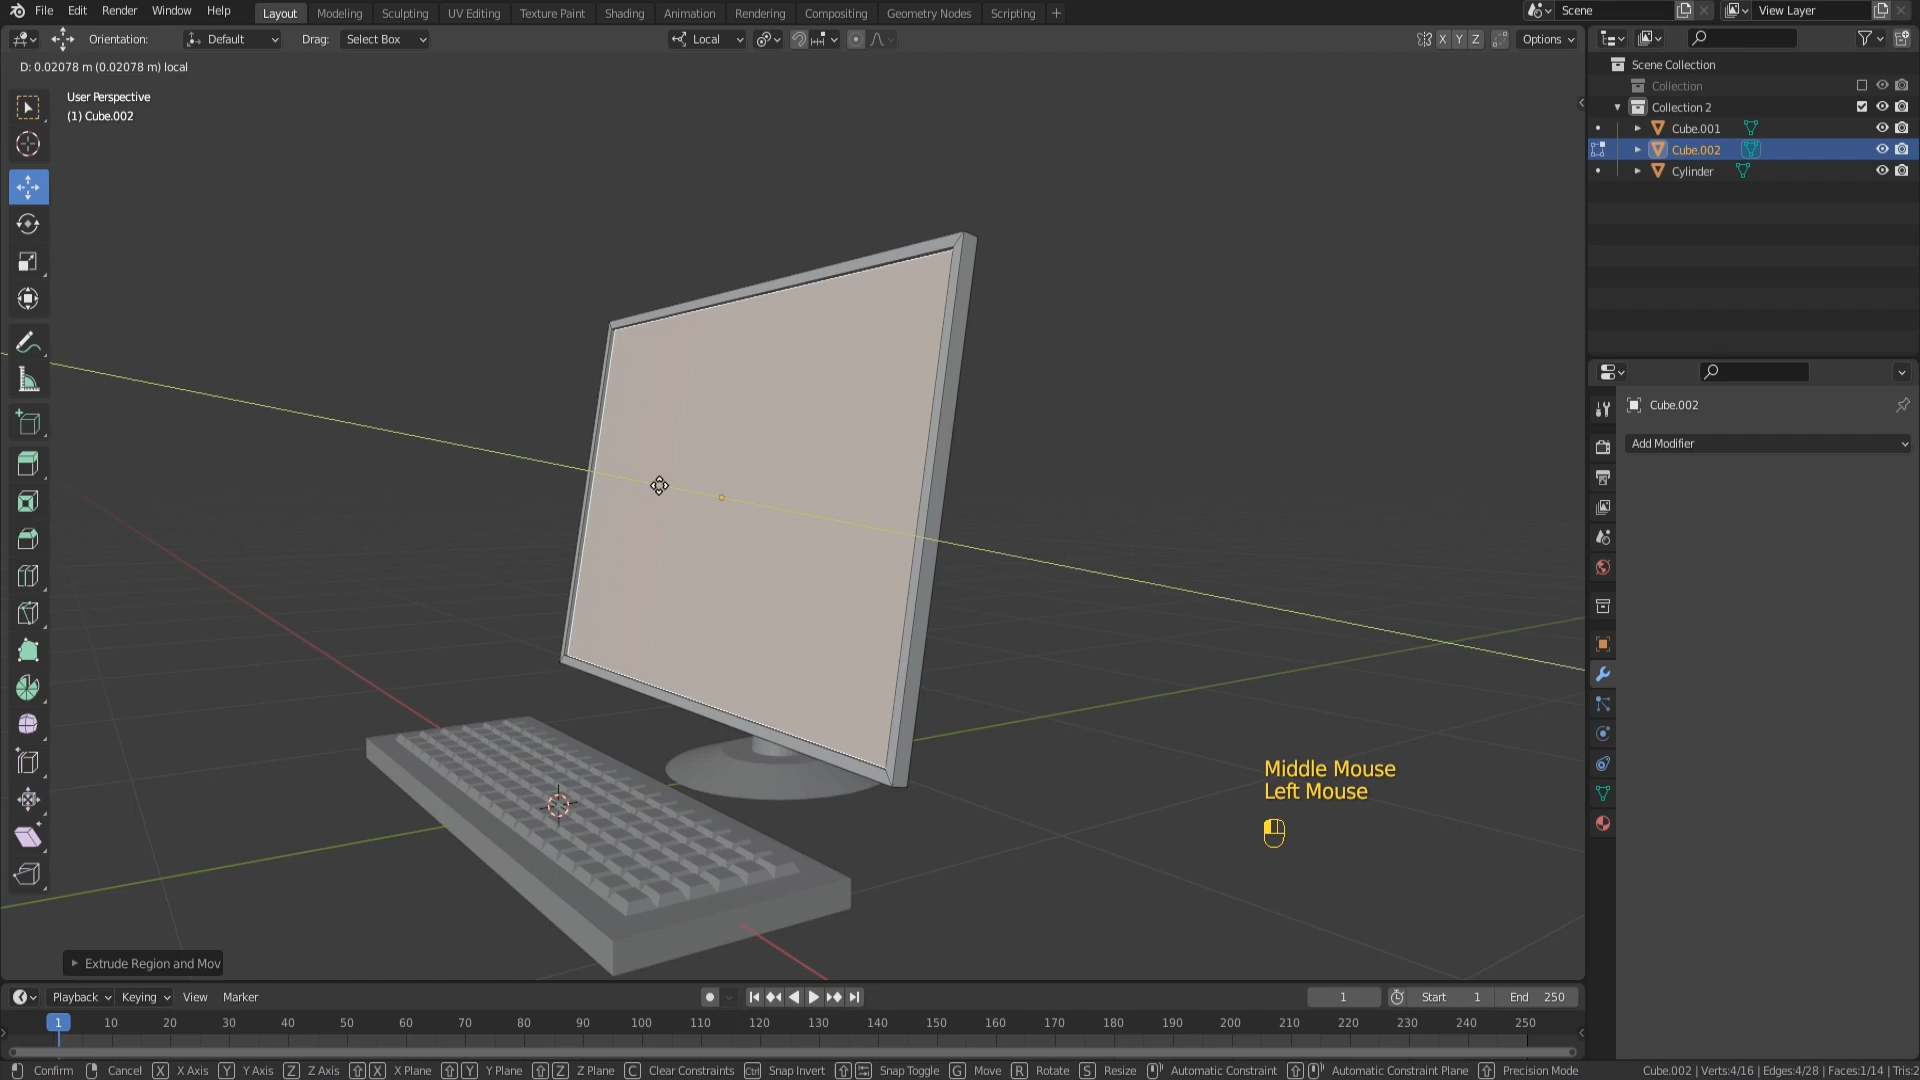 File Edit Render Window Help Layout Modeling Sculpting UV Editing Texture Paint Shading Animation Rendering Compositing Geometry Nodes Scripting + Scene View Layer
Orientation: Default Drag: Select Box Local X Y Z Options
D: 0.02078 m (0.02078 m) local
User Perspective
(1) Cube.002
Scene Collection
Collection
Collection 2
Cube.001
Cube.002
Cylinder
Cube.002
Add Modifier
Middle Mouse
Left Mouse
Extrude Region and Mov
Playback Keying View Marker 1 Start 1 End 250
1 10 20 30 40 50 60 70 80 90 100 110 120 130 140 150 160 170 180 190 200 210 220 230 240 250
Confirm Cancel X X Axis Y Y Axis Z Z Axis X X Plane Y Y Plane Z Z Plane C Clear Constraints Ctrl Snap Invert Snap Toggle G Move R Rotate S Resize Automatic Constraint Automatic Constraint Plane Precision Mode Cube.002 | Verts:4/16 | Edges:4/28 | Faces:1/14 | Tris:2